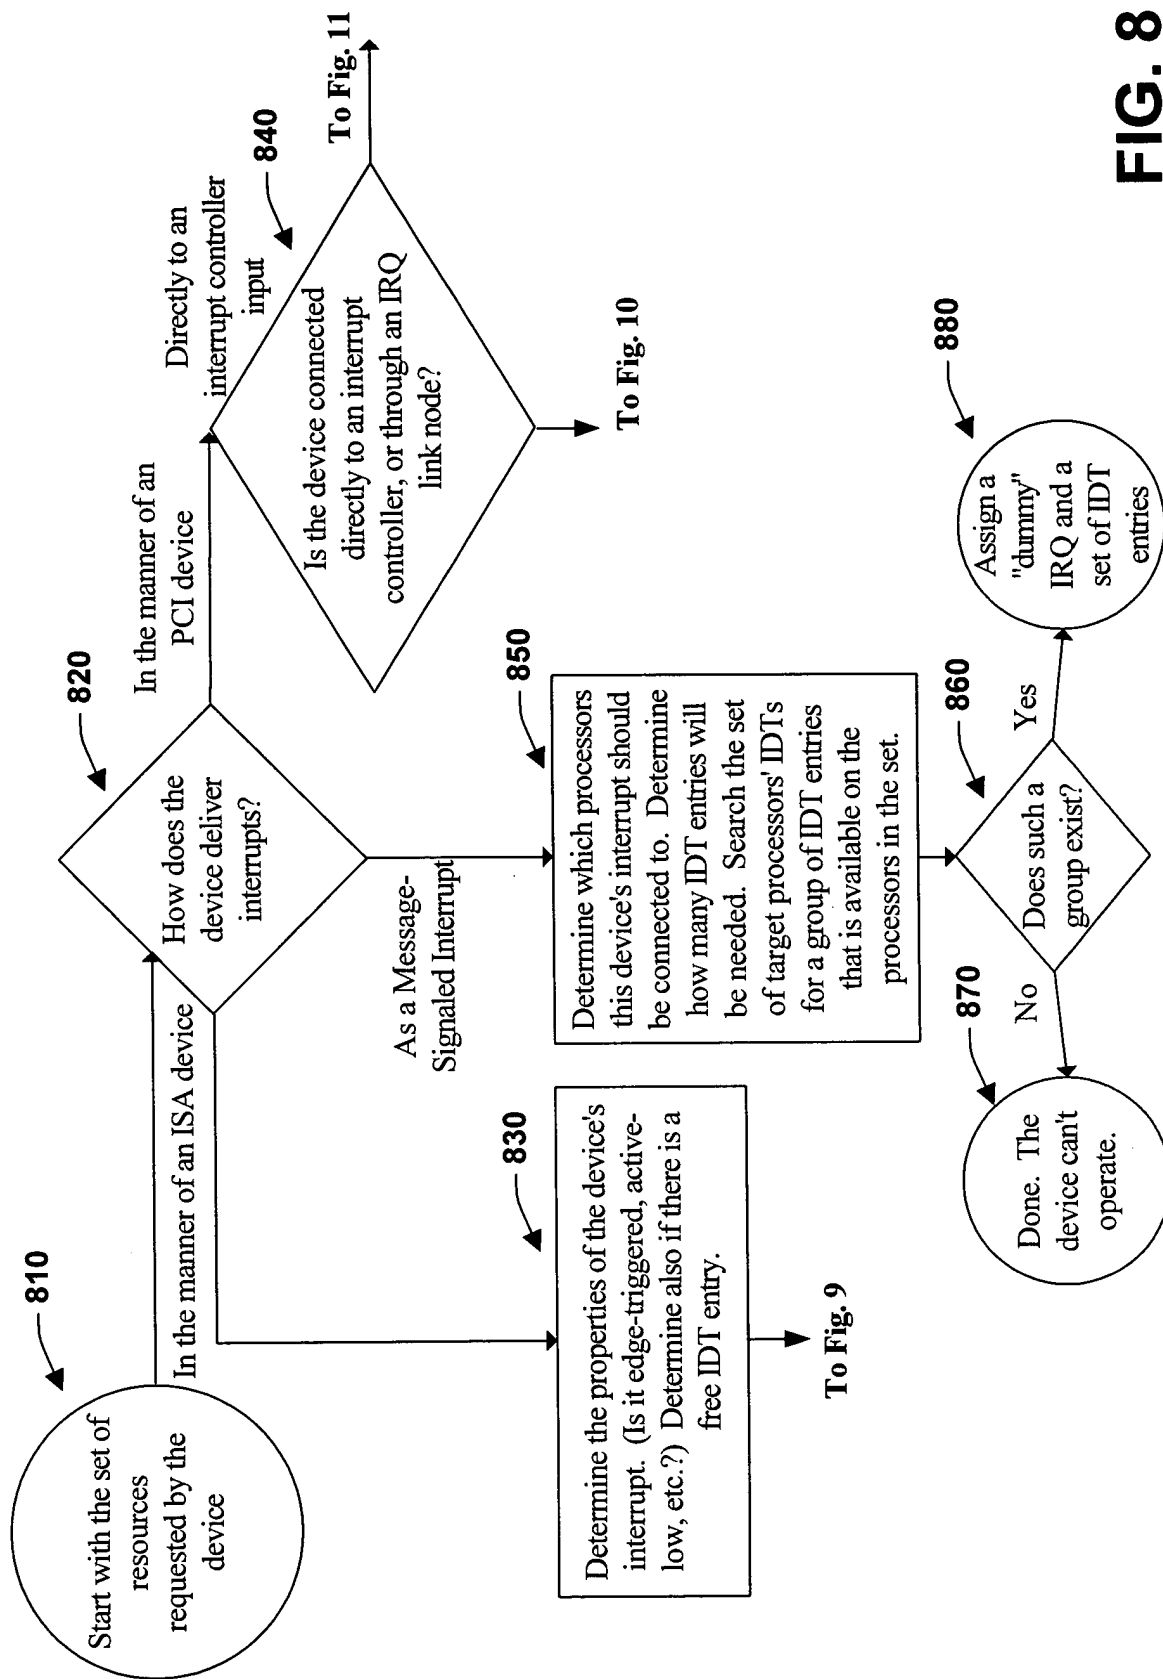 810
Start with the set of
resources
requested by the
device
In the manner of an ISA device
820
How does the
device deliver
interrupts?
In the manner of an
PCI device
Directly to an
interrupt controller
input
840
Is the device connected
directly to an interrupt
controller, or through an IRQ
link node?
To Fig. 11
To Fig. 10
As a Message-
Signaled Interrupt
830
Determine the properties of the device's
interrupt. (Is it edge-triggered, active-
low, etc.?) Determine also if there is a
free IDT entry.
To Fig. 9
850
Determine which processors
this device's interrupt should
be connected to. Determine
how many IDT entries will
be needed. Search the set
of target processors' IDTs
for a group of IDT entries
that is available on the
processors in the set.
860
Does such a
group exist?
No
Yes
870
Done. The
device can't
operate.
880
Assign a
"dummy"
IRQ and a
set of IDT
entries
FIG. 8